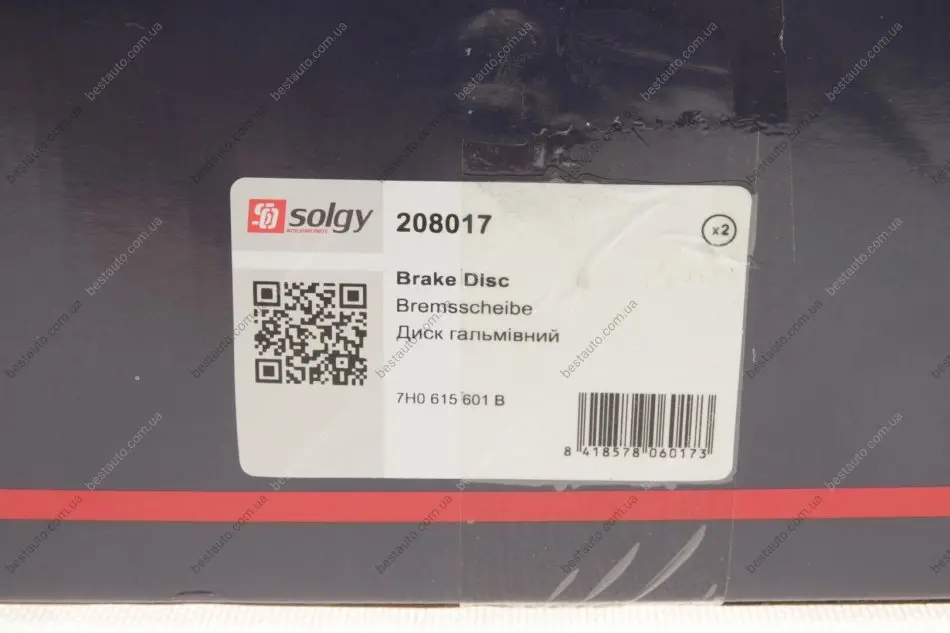 solgy
208017
x2
Brake Disc
Bremsscheibe
Диск гальмівний
7H0 615 601 B
8 418578 060173
bestauto.com.ua